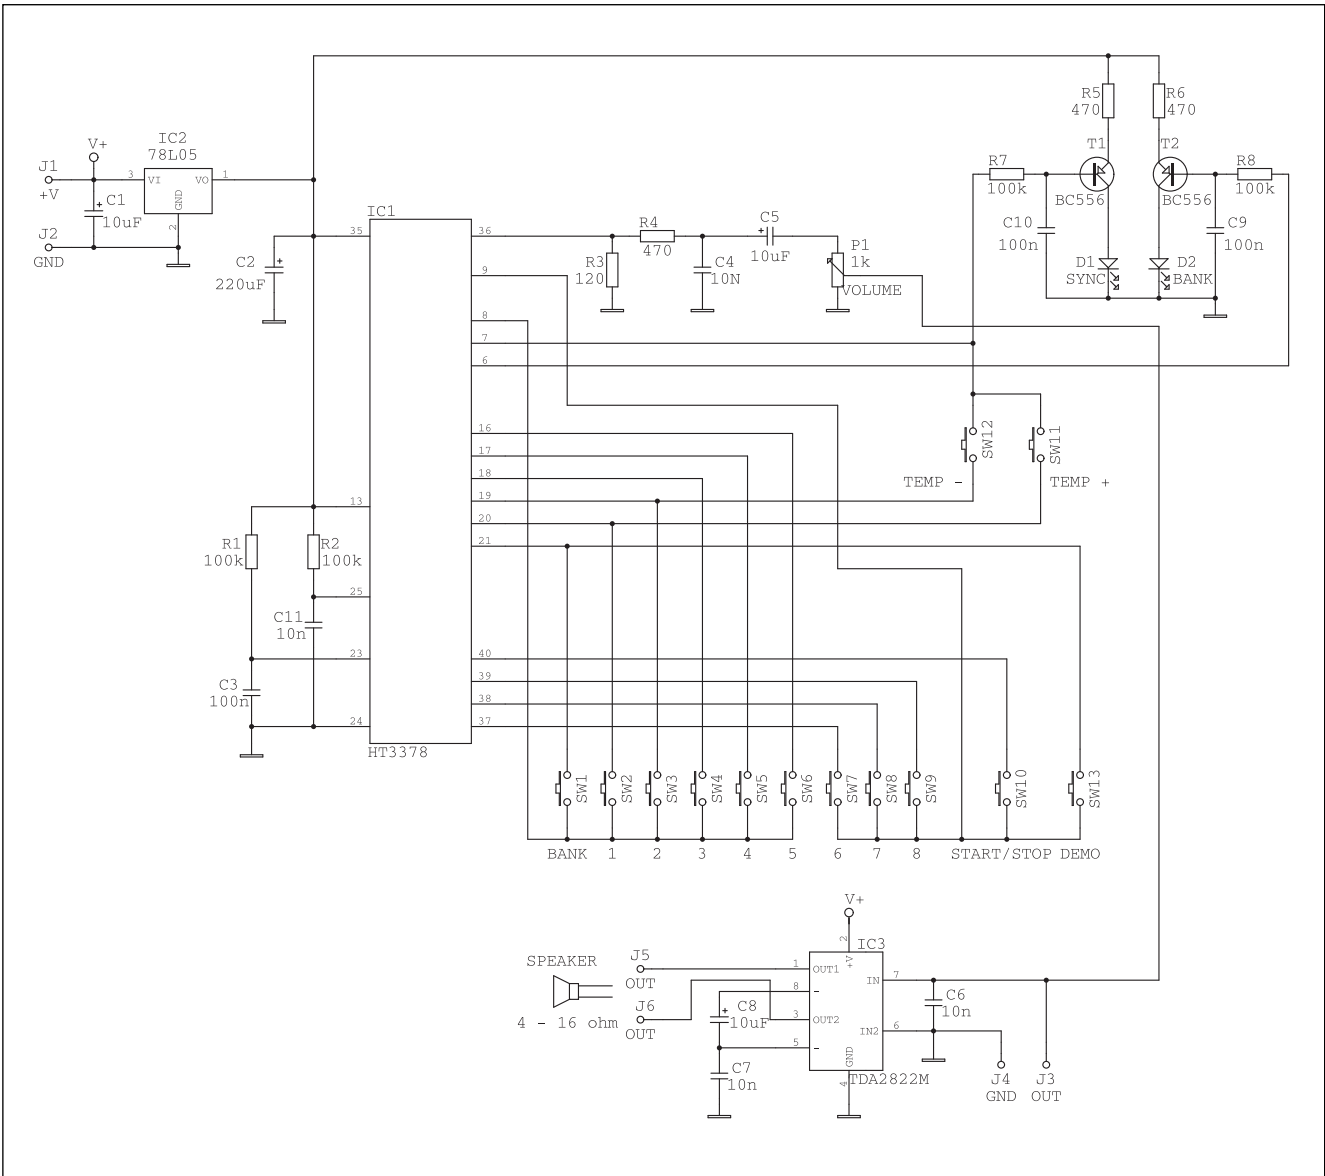 R5
470
R6
470
T1
T2
BC556
BC556
R7
100k
R8
100k
C10
100n
C9
100n
D1
SYNC
D2
BANK
V+
J1
+V
J2
GND
C1
+
10uF
IC2
78L05
3
VI
VO
1
GND
2
C2
+
220uF
IC1
35
36
9
8
7
6
16
17
18
19
20
21
13
25
23
24
40
39
38
37
HT3378
R4
470
R3
120
C4
10N
C5
+
10uF
P1
1k
VOLUME
SW12
SW11
TEMP -
TEMP +
R1
100k
R2
100k
C11
10n
C3
100n
SW1
SW2
SW3
SW4
SW5
SW6
SW7
SW8
SW9
SW10
SW13
BANK 1 2 3 4 5 6 7 8 START/STOP DEMO
V+
2
IC3
+V
SPEAKER
4 - 16 ohm
J5
OUT
J6
OUT
1
OUT1
8
-
3
OUT2
5
-
IN
7
IN2
6
GND
4
TDA2822M
C8
+
10uF
C7
10n
C6
10n
J4
GND
J3
OUT